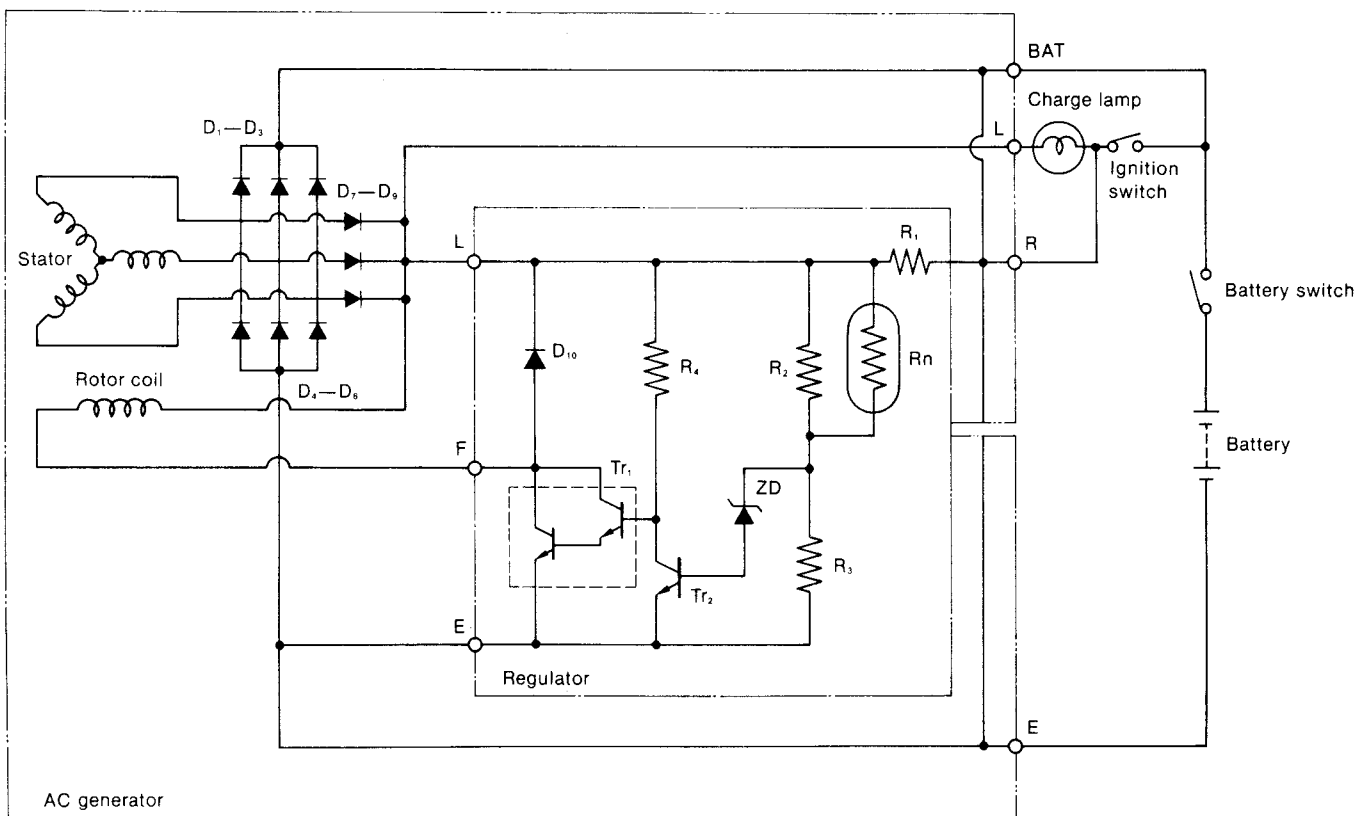 BAT
Charge lamp
D₁—D₃
L
D₇—D₉
Ignition
switch
L
R₁
R
Stator
Battery switch
D₁₀
R₄
R₂
Rn
Rotor coil
D₄—D₆
F
Tr₁
ZD
Battery
R₃
Tr₂
E
Regulator
E
AC generator